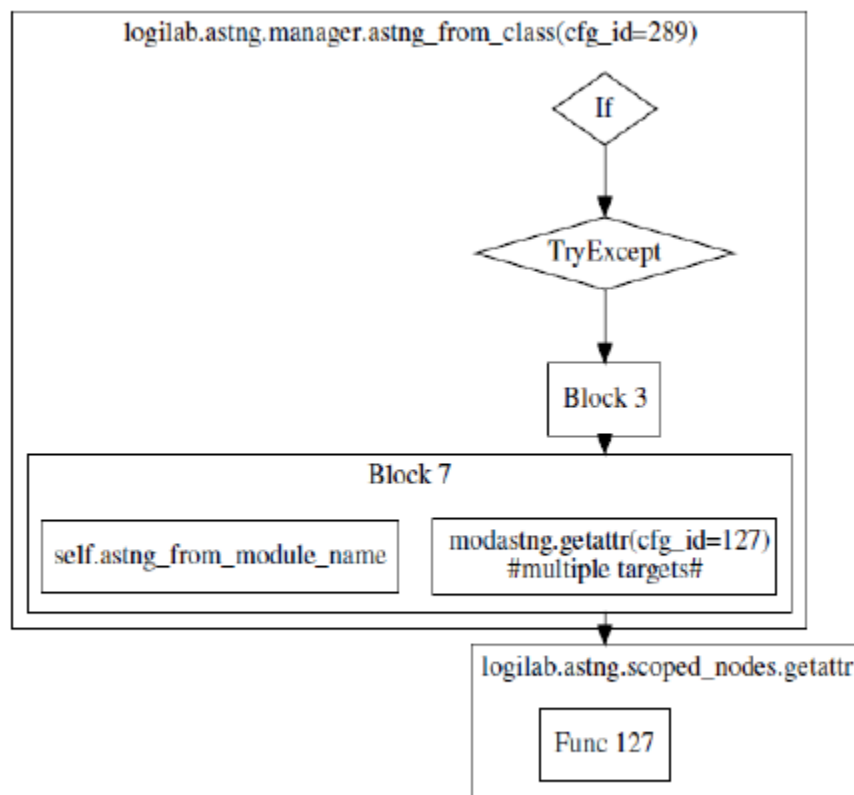 logilab.astng.manager.astng_from_class(cfg_id=289)
If
TryExcept
Block 3
Block 7
self.astng_from_module_name
modastng.getattr(cfg_id=127)
#multiple targets#
logilab.astng.scoped_nodes.getattr
Func 127